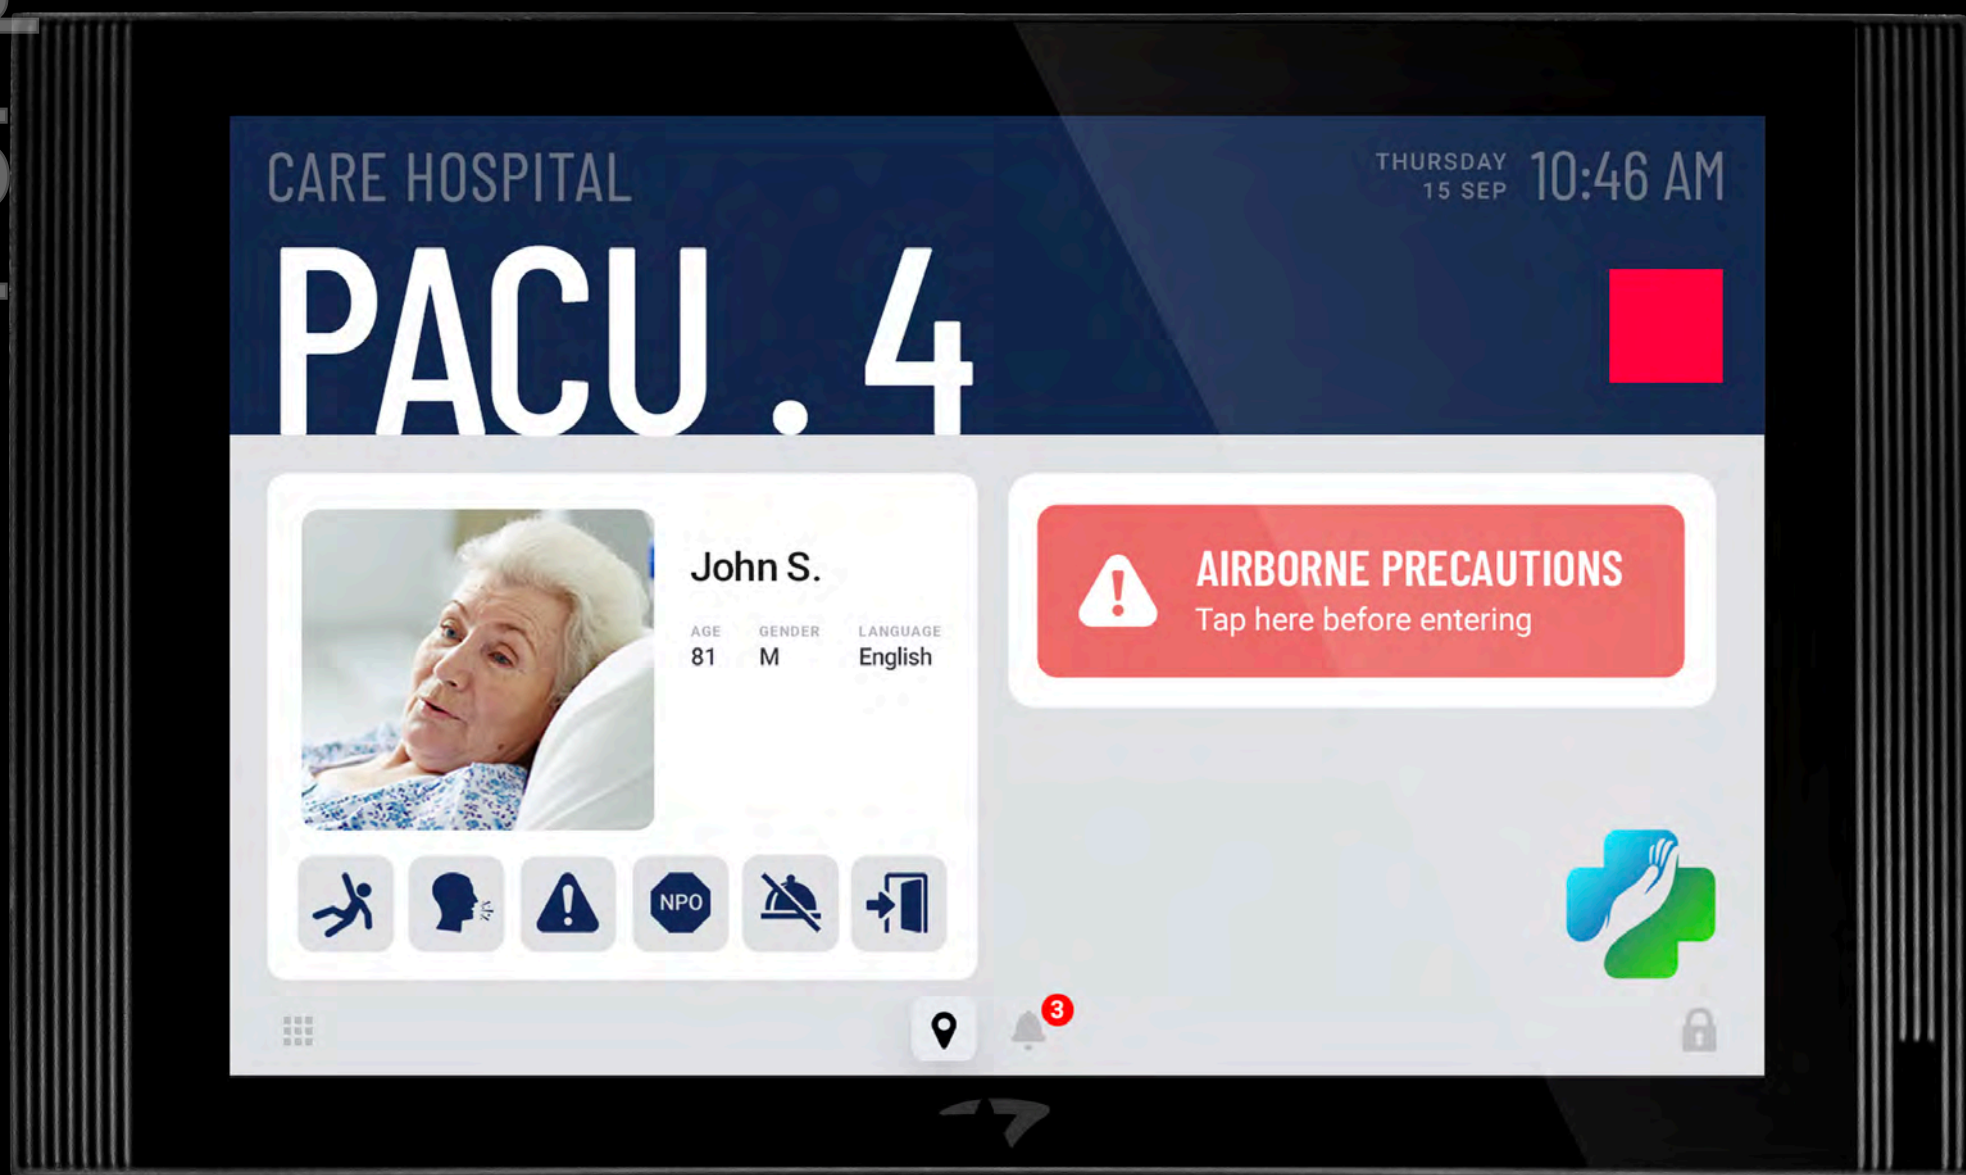 CARE HOSPITAL
THURSDAY
15 SEP
10:46 AM
PACU . 4
John S.
AGE GENDER LANGUAGE
81 M English
AIRBORNE PRECAUTIONS
Tap here before entering
NPO
3